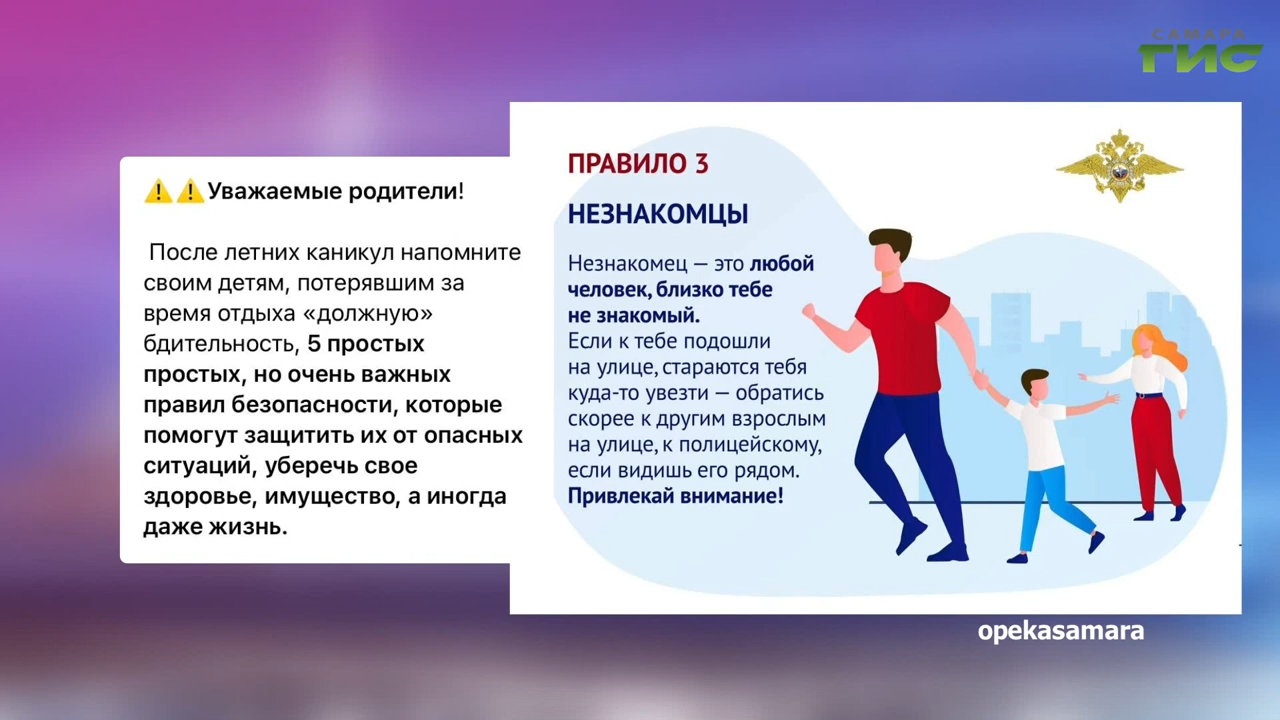 САМАРА
ГИС
⚠️⚠️Уважаемые родители!
После летних каникул напомните
своим детям, потерявшим за
время отдыха «должную»
бдительность, 5 простых
простых, но очень важных
правил безопасности, которые
помогут защитить их от опасных
ситуаций, уберечь свое
здоровье, имущество, а иногда
даже жизнь.
ПРАВИЛО 3
НЕЗНАКОМЦЫ
Незнакомец — это любой
человек, близко тебе
не знакомый.
Если к тебе подошли
на улице, стараются тебя
куда-то увезти — обратись
скорее к другим взрослым
на улице, к полицейскому,
если видишь его рядом.
Привлекай внимание!
opekasamara